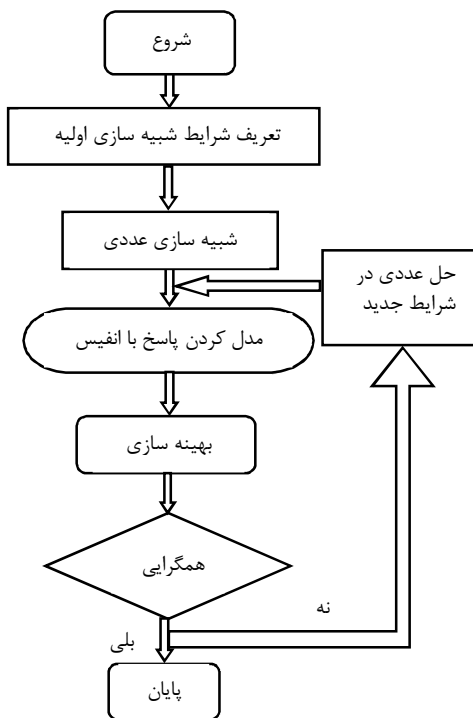 شروع
تعریف شرایط شبیه سازی اولیه
شبیه سازی عددی
حل عددی در
شرایط جدید
مدل کردن پاسخ با انفیس
بهینه سازی
همگرایی
نه
بلی
پایان